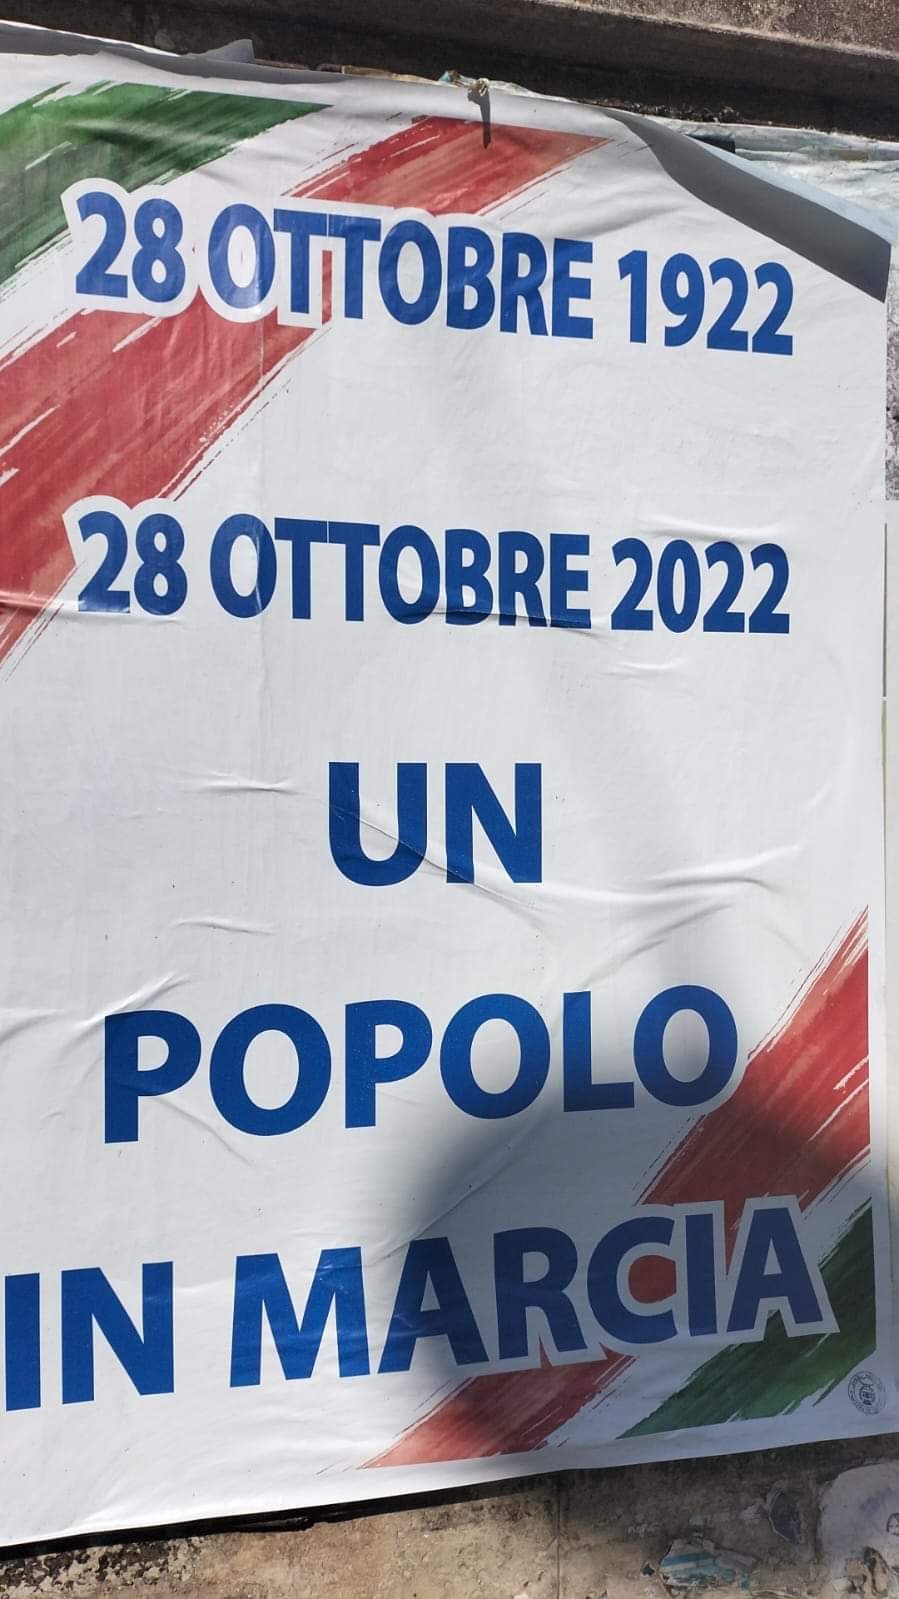 28 OTTOBRE 1922
28 OTTOBRE 2022
UN
POPOLO
IN MARCIA